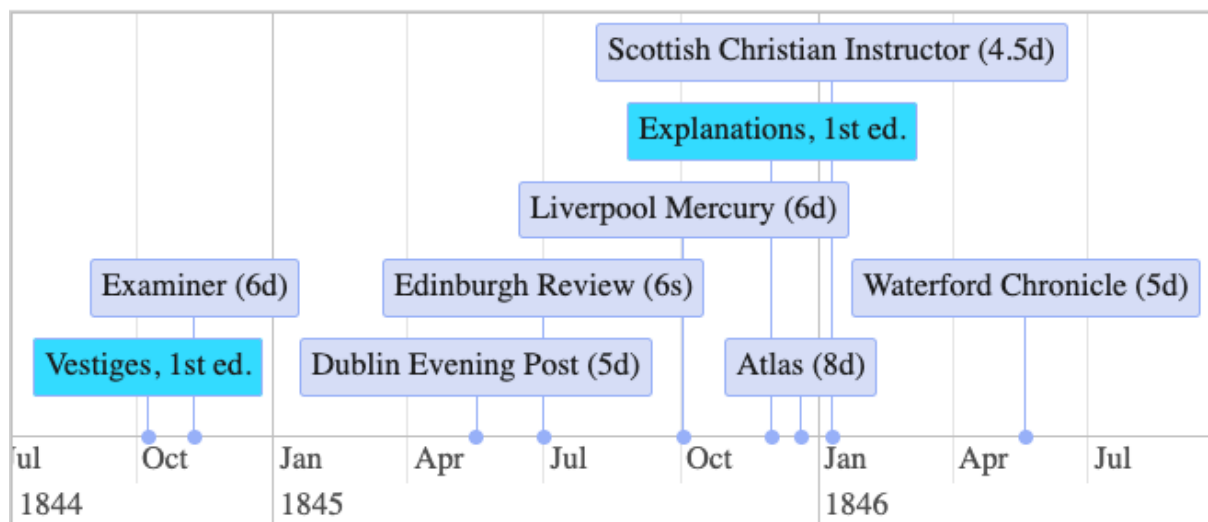 Scottish Christian Instructor (4.5d)
Explanations, 1st ed.
Liverpool Mercury (6d)
Examiner (6d)
Edinburgh Review (6s)
Waterford Chronicle (5d)
Vestiges, 1st ed.
Dublin Evening Post (5d)
Atlas (8d)
Jul
Oct
Jan
Apr
Jul
Oct
Jan
Apr
Jul
1844
1845
1846